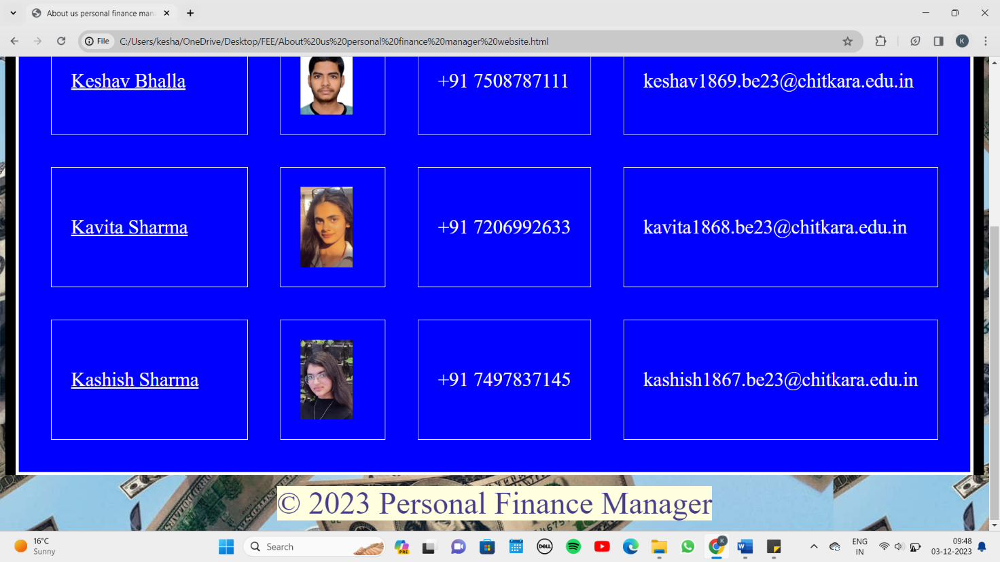 About us personal finance man
File
C:/Users/kesha/OneDrive/Desktop/FEE/About%20us%20personal%20finance%20manager%20website.html
K
Keshav Bhalla
+91 7508787111
keshav1869.be23@chitkara.edu.in
Kavita Sharma
+91 7206992633
kavita1868.be23@chitkara.edu.in
Kashish Sharma
+91 7497837145
kashish1867.be23@chitkara.edu.in
© 2023 Personal Finance Manager
16°C
Sunny
Search
PRE
DELL
K
W
ENG
IN
09:48
03-12-2023